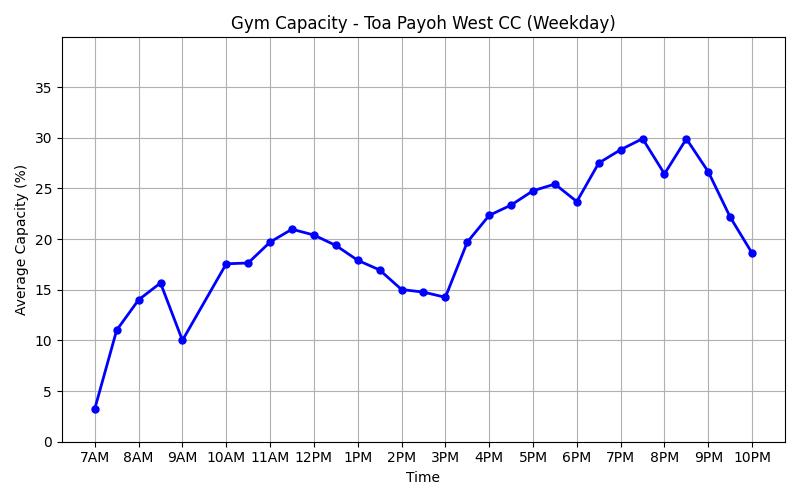 Gym Capacity - Toa Payoh West CC (Weekday)
Average Capacity (%)
35
30
25
20
15
10
5
0
7AM 8AM 9AM 10AM 11AM 12PM 1PM 2PM 3PM 4PM 5PM 6PM 7PM 8PM 9PM 10PM
Time